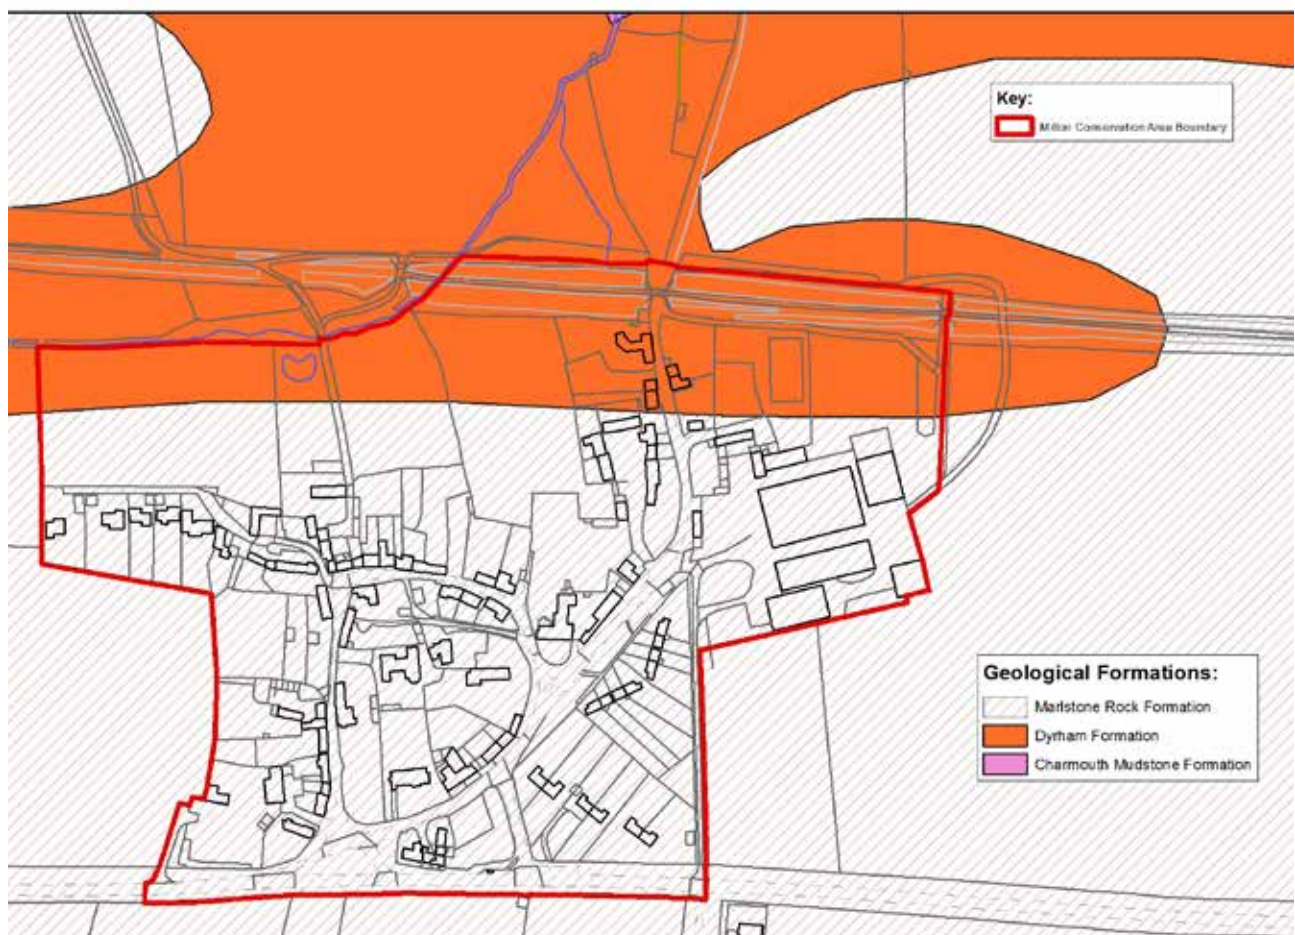 Key:
Milton Conservation Area Boundary
Geological Formations:
Marlstone Rock Formation
Dyrham Formation
Charmouth Mudstone Formation